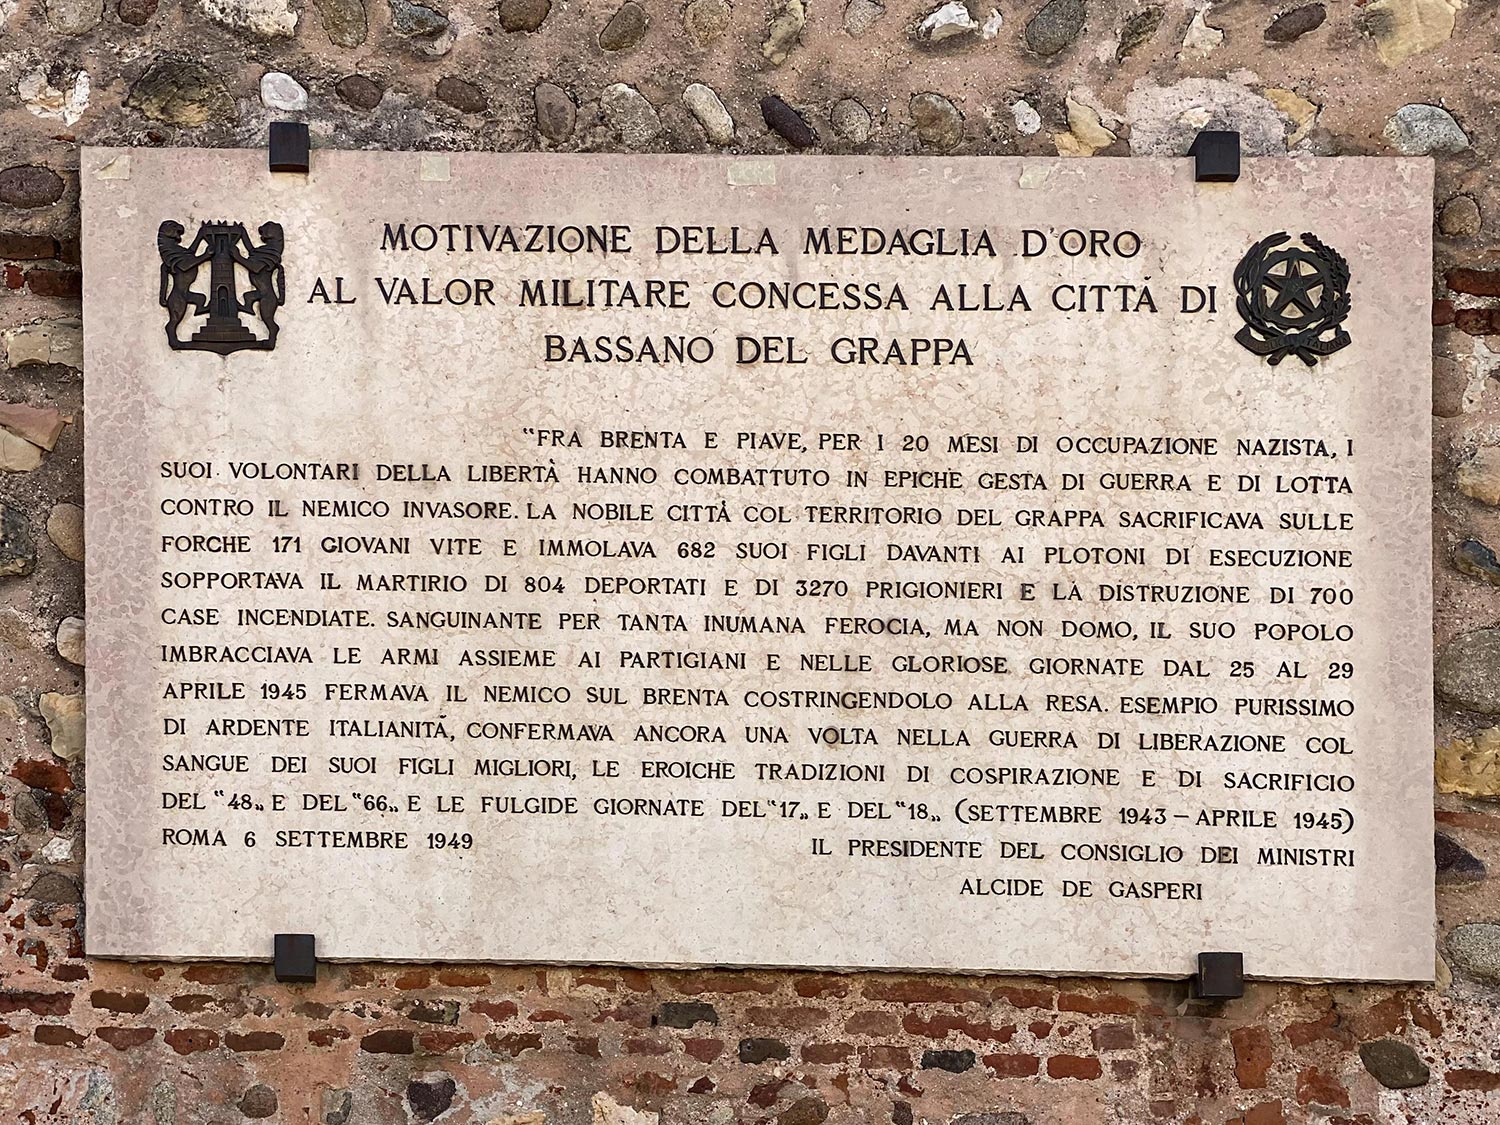 MOTIVAZIONE DELLA MEDAGLIA D'ORO
AL VALOR MILITARE CONCESSA ALLA CITTÀ DI
BASSANO DEL GRAPPA
“FRA BRENTA E PIAVE, PER I 20 MESI DI OCCUPAZIONE NAZISTA, I
SUOI VOLONTARI DELLA LIBERTÀ HANNO COMBATTUTO IN EPICHE GESTA DI GUERRA E DI LOTTA
CONTRO IL NEMICO INVASORE. LA NOBILE CITTÀ COL TERRITORIO DEL GRAPPA SACRIFICAVA SULLE
FORCHE 171 GIOVANI VITE E IMMOLAVA 682 SUOI FIGLI DAVANTI AI PLOTONI DI ESECUZIONE
SOPPORTAVA IL MARTIRIO DI 804 DEPORTATI E DI 3270 PRIGIONIERI E LA DISTRUZIONE DI 700
CASE INCENDIATE. SANGUINANTE PER TANTA INUMANA FEROCIA, MA NON DOMO, IL SUO POPOLO
IMBRACCIAVA LE ARMI ASSIEME AI PARTIGIANI E NELLE GLORIOSE GIORNATE DAL 25 AL 29
APRILE 1945 FERMAVA IL NEMICO SUL BRENTA COSTRINGENDOLO ALLA RESA. ESEMPIO PURISSIMO
DI ARDENTE ITALIANITÀ, CONFERMAVA ANCORA UNA VOLTA NELLA GUERRA DI LIBERAZIONE COL
SANGUE DEI SUOI FIGLI MIGLIORI, LE EROICHE TRADIZIONI DI COSPIRAZIONE E DI SACRIFICIO
DEL “48„ E DEL “66„ E LE FULGIDE GIORNATE DEL “17„ E DEL “18„ (SETTEMBRE 1943 – APRILE 1945)
ROMA 6 SETTEMBRE 1949 IL PRESIDENTE DEL CONSIGLIO DEI MINISTRI
ALCIDE DE GASPERI